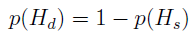 p(H_d) = 1 − p(H_s)